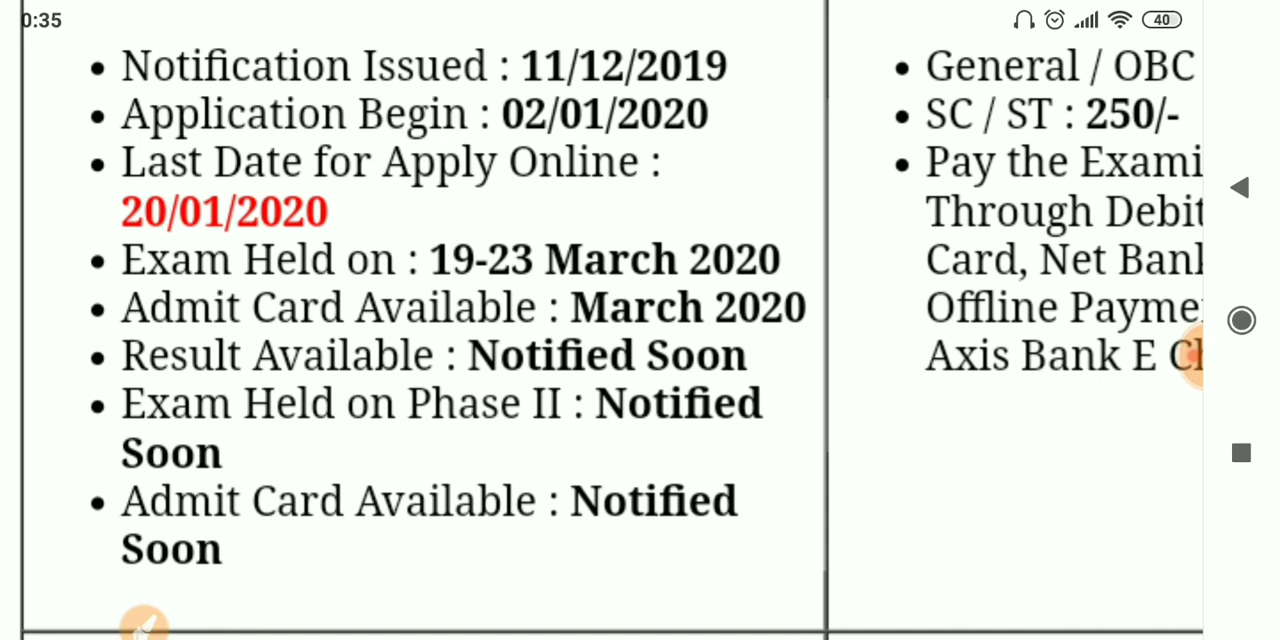 0:35
40
Notification Issued : 11/12/2019
Application Begin : 02/01/2020
Last Date for Apply Online :
20/01/2020
Exam Held on : 19-23 March 2020
Admit Card Available : March 2020
Result Available : Notified Soon
Exam Held on Phase II : Notified
Soon
Admit Card Available : Notified
Soon
General / OBC
SC / ST : 250/-
Pay the Exami
Through Debit
Card, Net Bank
Offline Payme
Axis Bank E